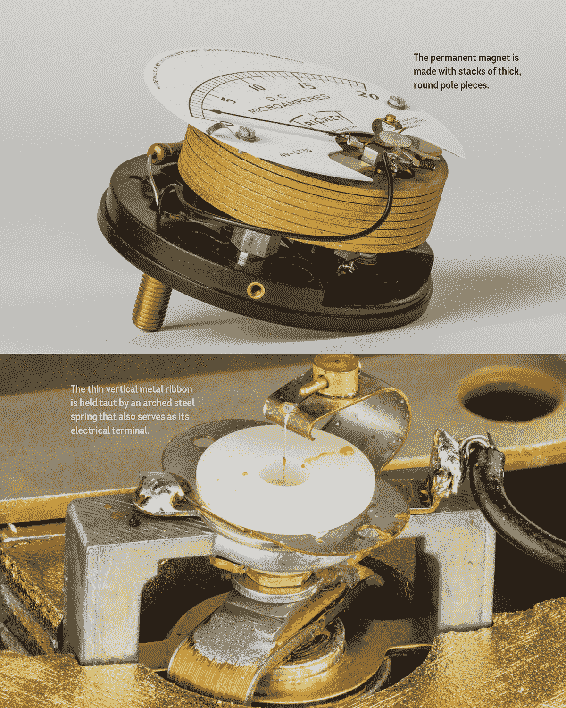 The permanent magnet is
made with stacks of thick,
round pole pieces.
5
10
15
20
D.C.
MICROAMPERES
The thin vertical metal ribbon
is held taut by an arched steel
spring that also serves as its
electrical terminal.